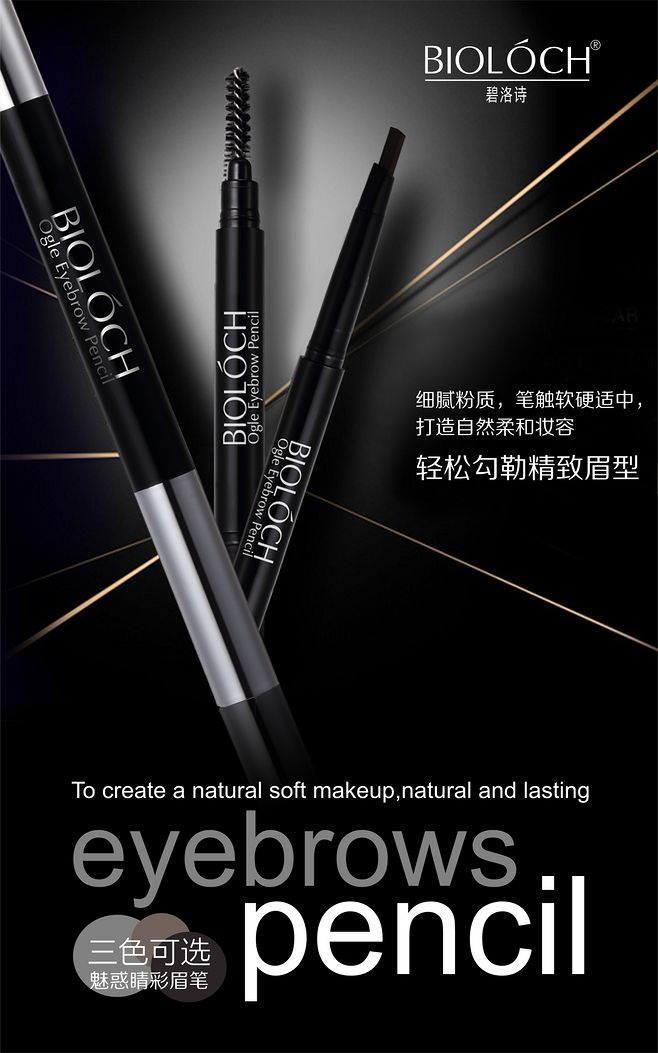 BIOLÓCH®
碧洛诗
BIOLÓCH
Ogle Eyebrow Pencil
BIOLÓCH
Ogle Eyebrow Pencil
BIOLÓCH
Ogle Eyebrow Pencil
细腻粉质，笔触软硬适中，
打造自然柔和妆容
轻松勾勒精致眉型
To create a natural soft makeup,natural and lasting
eyebrows
pencil
三色可选
魅惑睛彩眉笔